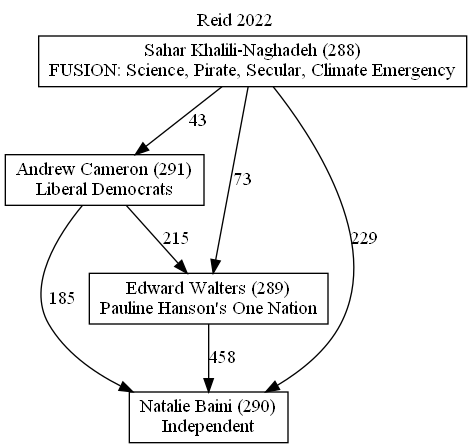 Reid 2022
Sahar Khalili-Naghadeh (288)
FUSION: Science, Pirate, Secular, Climate Emergency
43
Andrew Cameron (291)
Liberal Democrats
73
215
229
185
Edward Walters (289)
Pauline Hanson's One Nation
458
Natalie Baini (290)
Independent